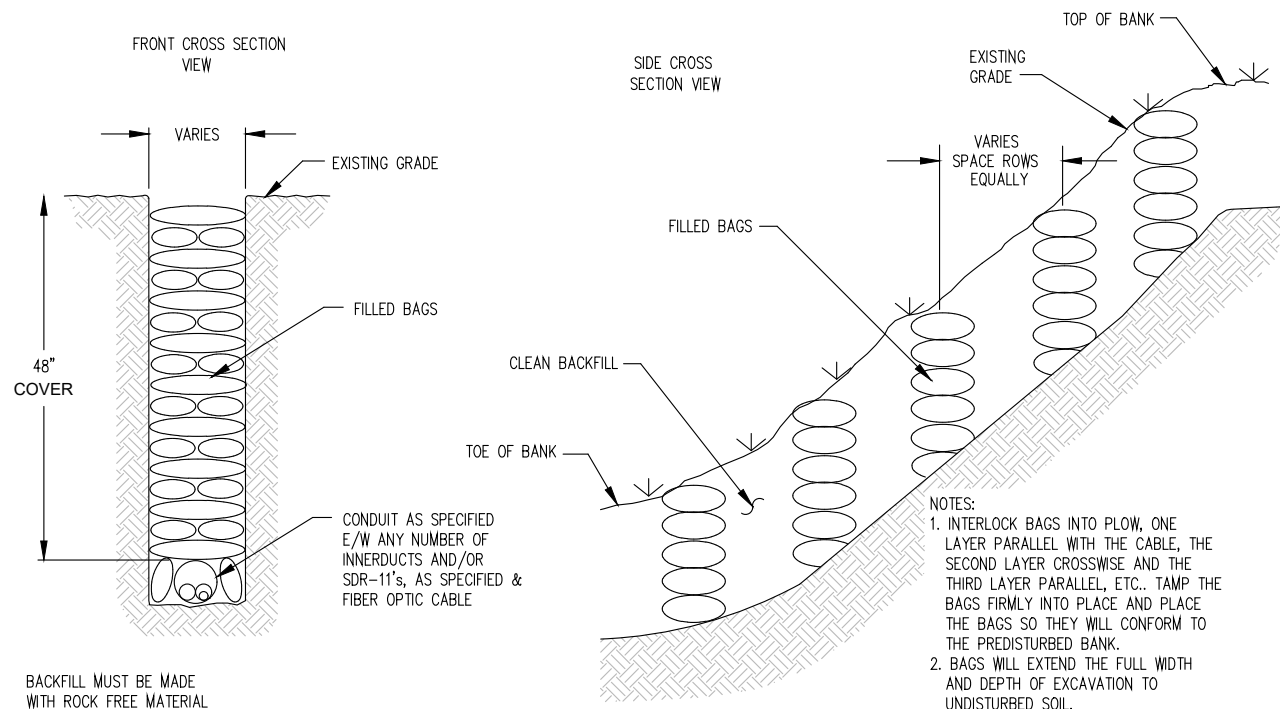 FRONT CROSS SECTION
VIEW
VARIES
EXISTING GRADE
FILLED BAGS
48"
COVER
CONDUIT AS SPECIFIED
E/W ANY NUMBER OF
INNERDUCTS AND/OR
SDR-11's, AS SPECIFIED &
FIBER OPTIC CABLE
BACKFILL MUST BE MADE
WITH ROCK FREE MATERIAL
SIDE CROSS
SECTION VIEW
TOP OF BANK
EXISTING
GRADE
VARIES
SPACE ROWS
EQUALLY
FILLED BAGS
CLEAN BACKFILL
TOE OF BANK
NOTES:
1. INTERLOCK BAGS INTO PLOW, ONE
LAYER PARALLEL WITH THE CABLE, THE
SECOND LAYER CROSSWISE AND THE
THIRD LAYER PARALLEL, ETC.. TAMP THE
BAGS FIRMLY INTO PLACE AND PLACE
THE BAGS SO THEY WILL CONFORM TO
THE PREDISTURBED BANK.
2. BAGS WILL EXTEND THE FULL WIDTH
AND DEPTH OF EXCAVATION TO
UNDISTURBED SOIL.